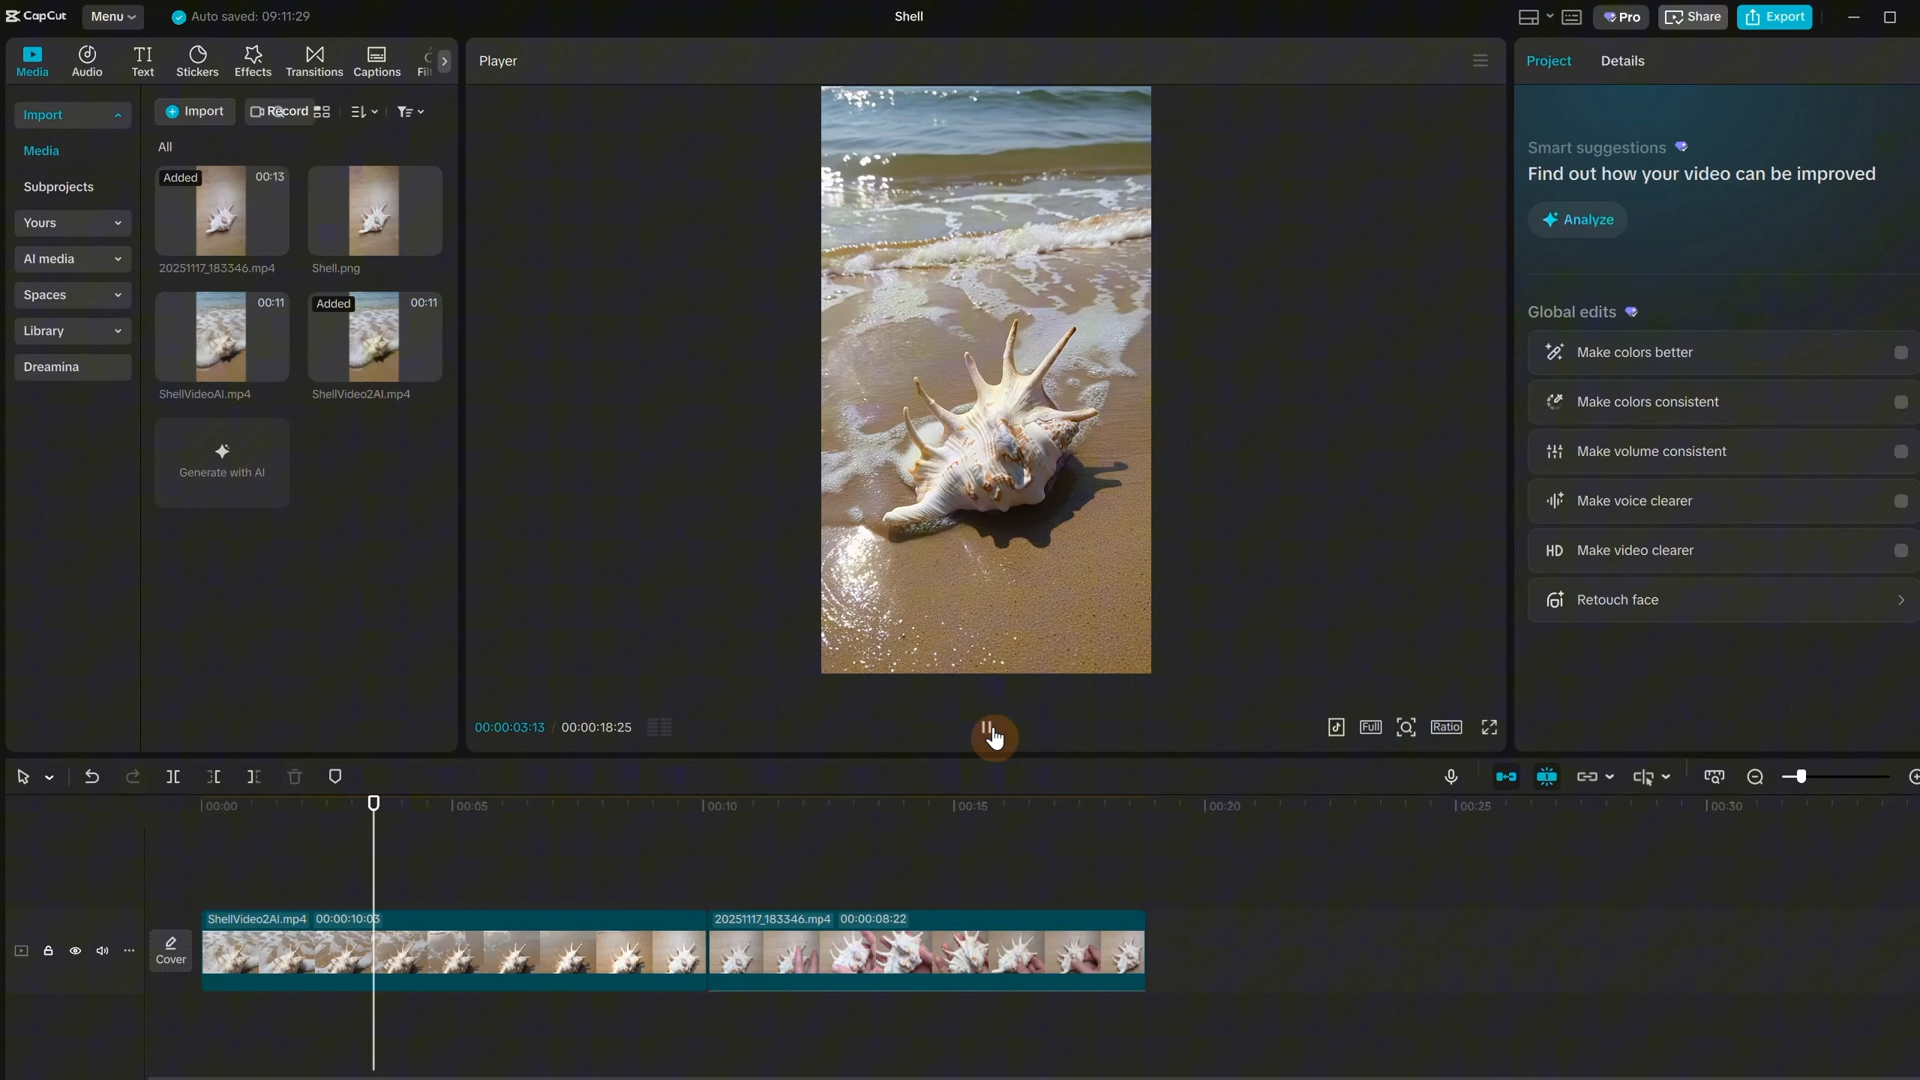 CapCut
Menu
Auto saved: 09:11:29
Shell
Pro
Share
Export
Media
Audio
Text
Stickers
Effects
Transitions
Captions
Player
Project
Details
Import
Media
Subprojects
Yours
AI media
Spaces
Library
Dreamina
Import
Record
All
Added
00:13
20251117_183346.mp4
Shell.png
00:11
Added
00:11
ShellVideoAI.mp4
ShellVideo2AI.mp4
Generate with AI
Smart suggestions
Find out how your video can be improved
Analyze
Global edits
Make colors better
Make colors consistent
Make volume consistent
Make voice clearer
HD Make video clearer
Retouch face
00:00:03:13 / 00:00:18:25
Full
Ratio
00:00
00:05
00:10
00:15
00:20
00:25
00:30
Cover
ShellVideo2AI.mp4 00:00:10:03
20251117_183346.mp4 00:00:08:22